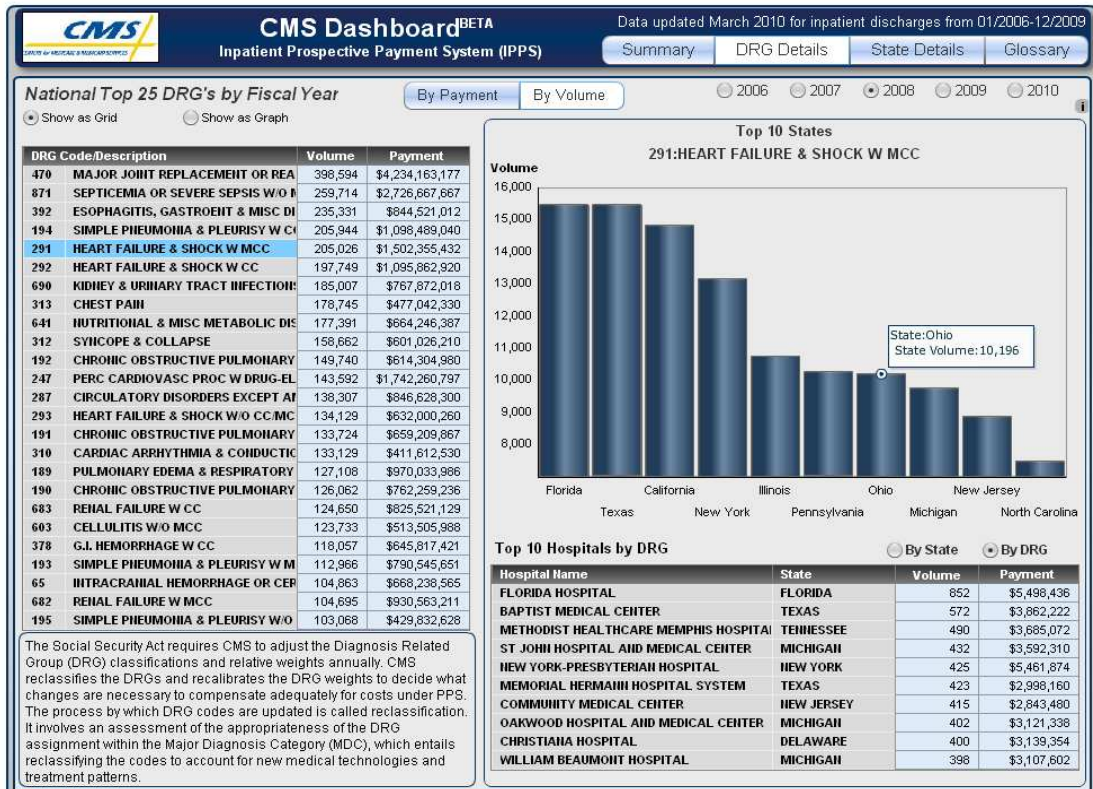 CMS
CENTERS for MEDICARE & MEDICAID SERVICES
CMS Dashboard BETA
Inpatient Prospective Payment System (IPPS)
Data updated March 2010 for inpatient discharges from 01/2006-12/2009
Summary DRG Details State Details Glossary
National Top 25 DRG's by Fiscal Year
By Payment By Volume
2006 2007 2008 2009 2010
i
Show as Grid Show as Graph
DRG Code/Description Volume Payment
470 MAJOR JOINT REPLACEMENT OR REA 398,594 $4,234,163,177
871 SEPTICEMIA OR SEVERE SEPSIS W/O M 259,714 $2,726,667,667
392 ESOPHAGITIS, GASTROENT & MISC DI 235,331 $844,521,012
194 SIMPLE PNEUMONIA & PLEURISY W CC 205,944 $1,098,489,040
291 HEART FAILURE & SHOCK W MCC 205,026 $1,502,355,432
292 HEART FAILURE & SHOCK W CC 197,749 $1,095,862,920
690 KIDNEY & URINARY TRACT INFECTIONS 185,007 $767,872,018
313 CHEST PAIN 178,745 $477,042,330
641 NUTRITIONAL & MISC METABOLIC DIS 177,391 $664,246,387
312 SYNCOPE & COLLAPSE 158,662 $601,026,210
192 CHRONIC OBSTRUCTIVE PULMONARY 149,740 $614,304,980
247 PERC CARDIOVASC PROC W DRUG-EL 143,592 $1,742,260,797
287 CIRCULATORY DISORDERS EXCEPT AM 138,307 $846,628,300
293 HEART FAILURE & SHOCK W/O CC/MC 134,129 $632,000,260
191 CHRONIC OBSTRUCTIVE PULMONARY 133,724 $659,209,867
310 CARDIAC ARRHYTHMIA & CONDUCTIC 133,129 $411,612,530
189 PULMONARY EDEMA & RESPIRATORY 127,108 $970,033,986
190 CHRONIC OBSTRUCTIVE PULMONARY 126,062 $762,259,236
683 RENAL FAILURE W CC 124,650 $825,521,129
603 CELLULITIS W/O MCC 123,733 $513,505,988
378 G.I. HEMORRHAGE W CC 118,057 $645,817,421
193 SIMPLE PNEUMONIA & PLEURISY W M 112,966 $790,545,651
65 INTRACRANIAL HEMORRHAGE OR CER 104,863 $668,238,565
682 RENAL FAILURE W MCC 104,695 $930,563,211
195 SIMPLE PNEUMONIA & PLEURISY W/O 103,068 $429,832,628
The Social Security Act requires CMS to adjust the Diagnosis Related
Group (DRG) classifications and relative weights annually. CMS
reclassifies the DRGs and recalibrates the DRG weights to decide what
changes are necessary to compensate adequately for costs under PPS.
The process by which DRG codes are updated is called reclassification.
It involves an assessment of the appropriateness of the DRG
assignment within the Major Diagnosis Category (MDC), which entails
reclassifying the codes to account for new medical technologies and
treatment patterns.
Top 10 States
291:HEART FAILURE & SHOCK W MCC
Volume
16,000
15,000
14,000
13,000
12,000
11,000
10,000
9,000
8,000
State:Ohio
State Volume:10,196
Florida California Illinois Ohio New Jersey
Texas New York Pennsylvania Michigan North Carolina
Top 10 Hospitals by DRG
By State By DRG
Hospital Name State Volume Payment
FLORIDA HOSPITAL FLORIDA 852 $5,498,436
BAPTIST MEDICAL CENTER TEXAS 572 $3,862,222
METHODIST HEALTHCARE MEMPHIS HOSPITAL TENNESSEE 490 $3,685,072
ST JOHN HOSPITAL AND MEDICAL CENTER MICHIGAN 432 $3,592,310
NEW YORK-PRESBYTERIAN HOSPITAL NEW YORK 425 $5,461,874
MEMORIAL HERMANN HOSPITAL SYSTEM TEXAS 423 $2,998,160
COMMUNITY MEDICAL CENTER NEW JERSEY 415 $2,843,480
OAKWOOD HOSPITAL AND MEDICAL CENTER MICHIGAN 402 $3,121,338
CHRISTIANA HOSPITAL DELAWARE 400 $3,139,354
WILLIAM BEAUMONT HOSPITAL MICHIGAN 398 $3,107,602